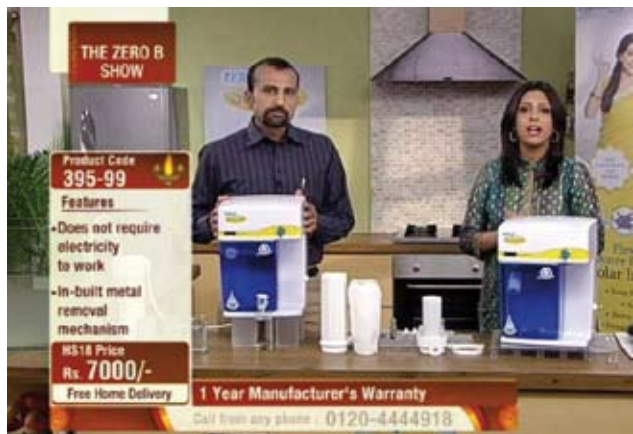 THE ZERO B
SHOW
Product Code
395-99
Features
-Does not require
electricity
to work
-In-built metal
removal
mechanism
HS18 Price
Rs. 7000/-
Free Home Delivery
1 Year Manufacturer's Warranty
Call from any phone : 0120-4444918